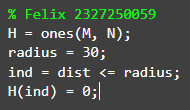 % Felix 2327250059
H = ones(M, N);
radius = 30;
ind = dist <= radius;
H(ind) = 0;